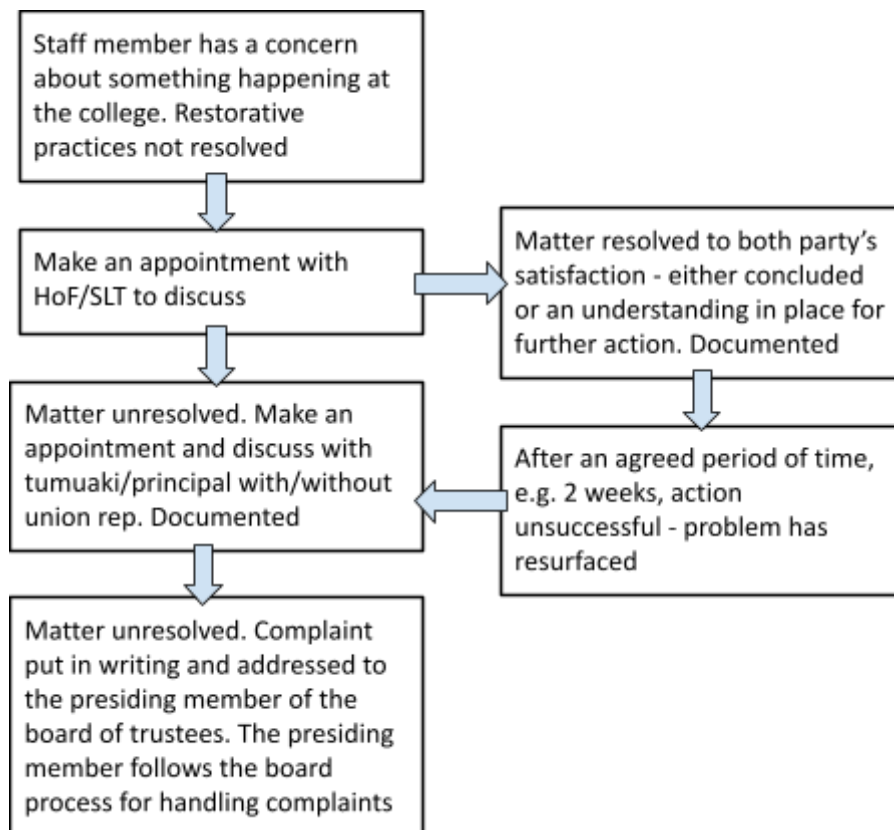 Staff member has a concern
about something happening at
the college. Restorative
practices not resolved
Make an appointment with
HoF/SLT to discuss
Matter resolved to both party's
satisfaction - either concluded
or an understanding in place for
further action. Documented
Matter unresolved. Make an
appointment and discuss with
tumuaki/principal with/without
union rep. Documented
After an agreed period of time,
e.g. 2 weeks, action
unsuccessful - problem has
resurfaced
Matter unresolved. Complaint
put in writing and addressed to
the presiding member of the
board of trustees. The presiding
member follows the board
process for handling complaints